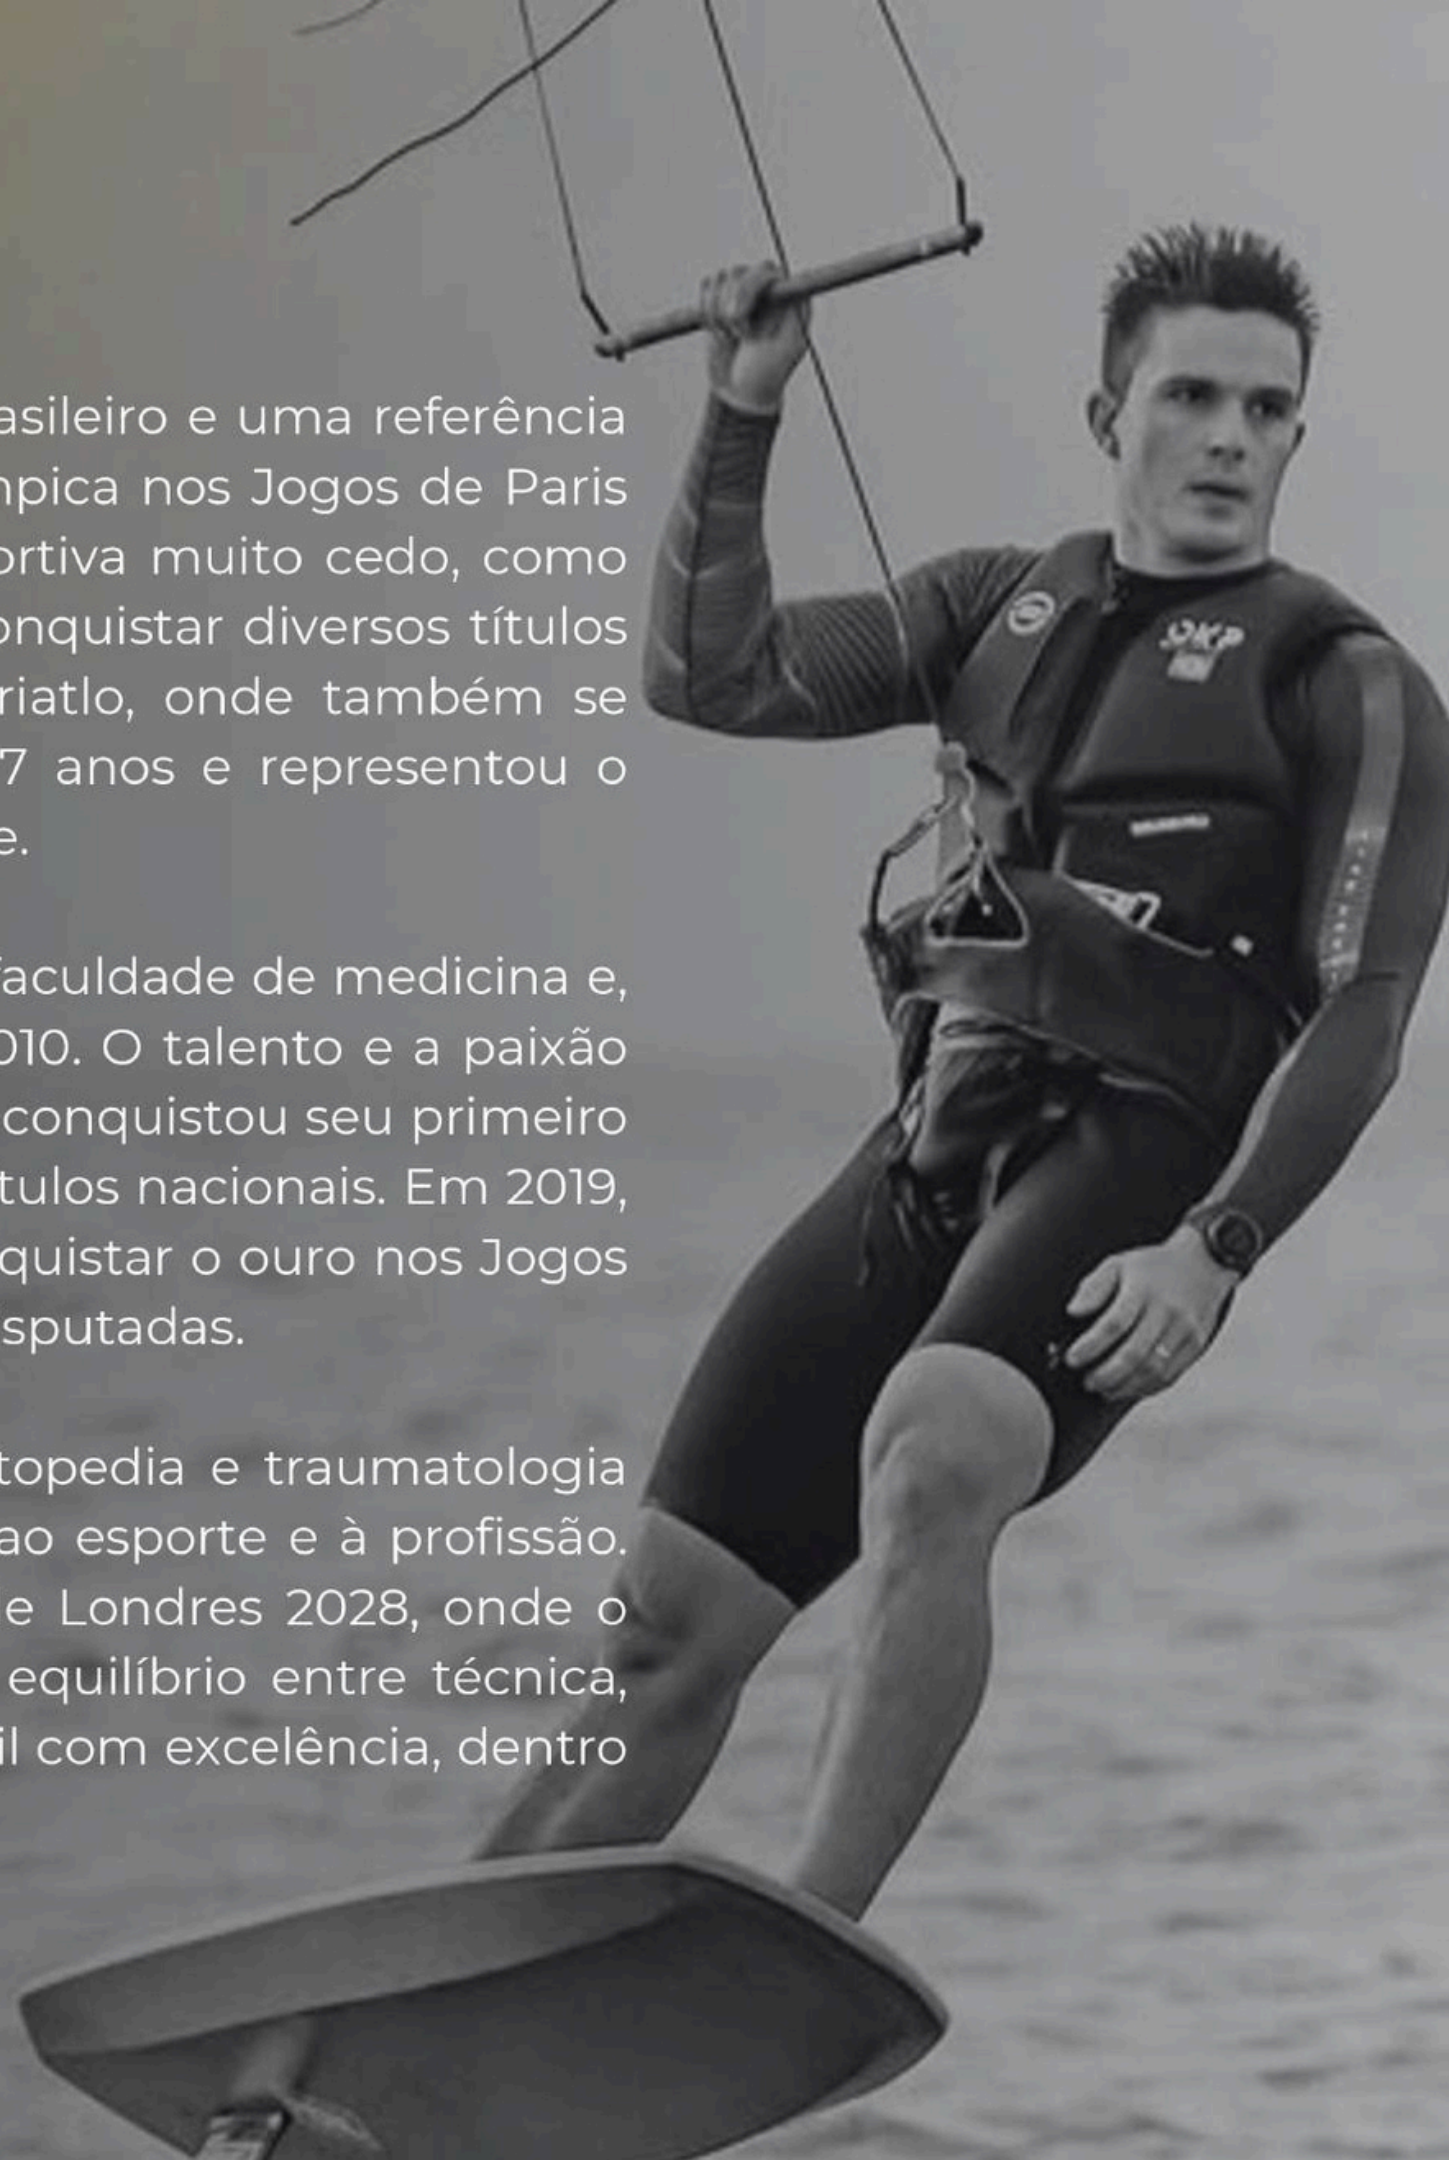 asileiro e uma referência
mpica nos Jogos de Paris
ortiva muito cedo, como
onquistar diversos títulos
riatlo, onde também se
7 anos e representou o
e.
faculdade de medicina e,
010. O talento e a paixão
conquistou seu primeiro
tulos nacionais. Em 2019,
quistar o ouro nos Jogos
sputadas.
topedia e traumatologia
ao esporte e à profissão.
e Londres 2028, onde o
equilíbrio entre técnica,
il com excelência, dentro